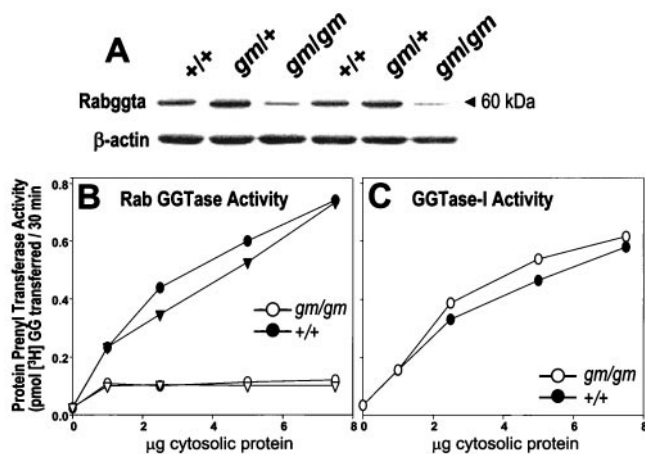 A
+/+ gm/+ gm/gm +/+ gm/+ gm/gm
Rabggta ◄ 60 kDa
β-actin
Protein Prenyl Transferase Activity
(pmol [³H] GG transferred / 30 min
B Rab GGTase Activity
0.8
0.6
0.4
0.2
0.0
gm/gm
+/+
0 2 4 6 8
μg cytosolic protein
C GGTase-I Activity
gm/gm
+/+
0 2 4 6 8
μg cytosolic protein